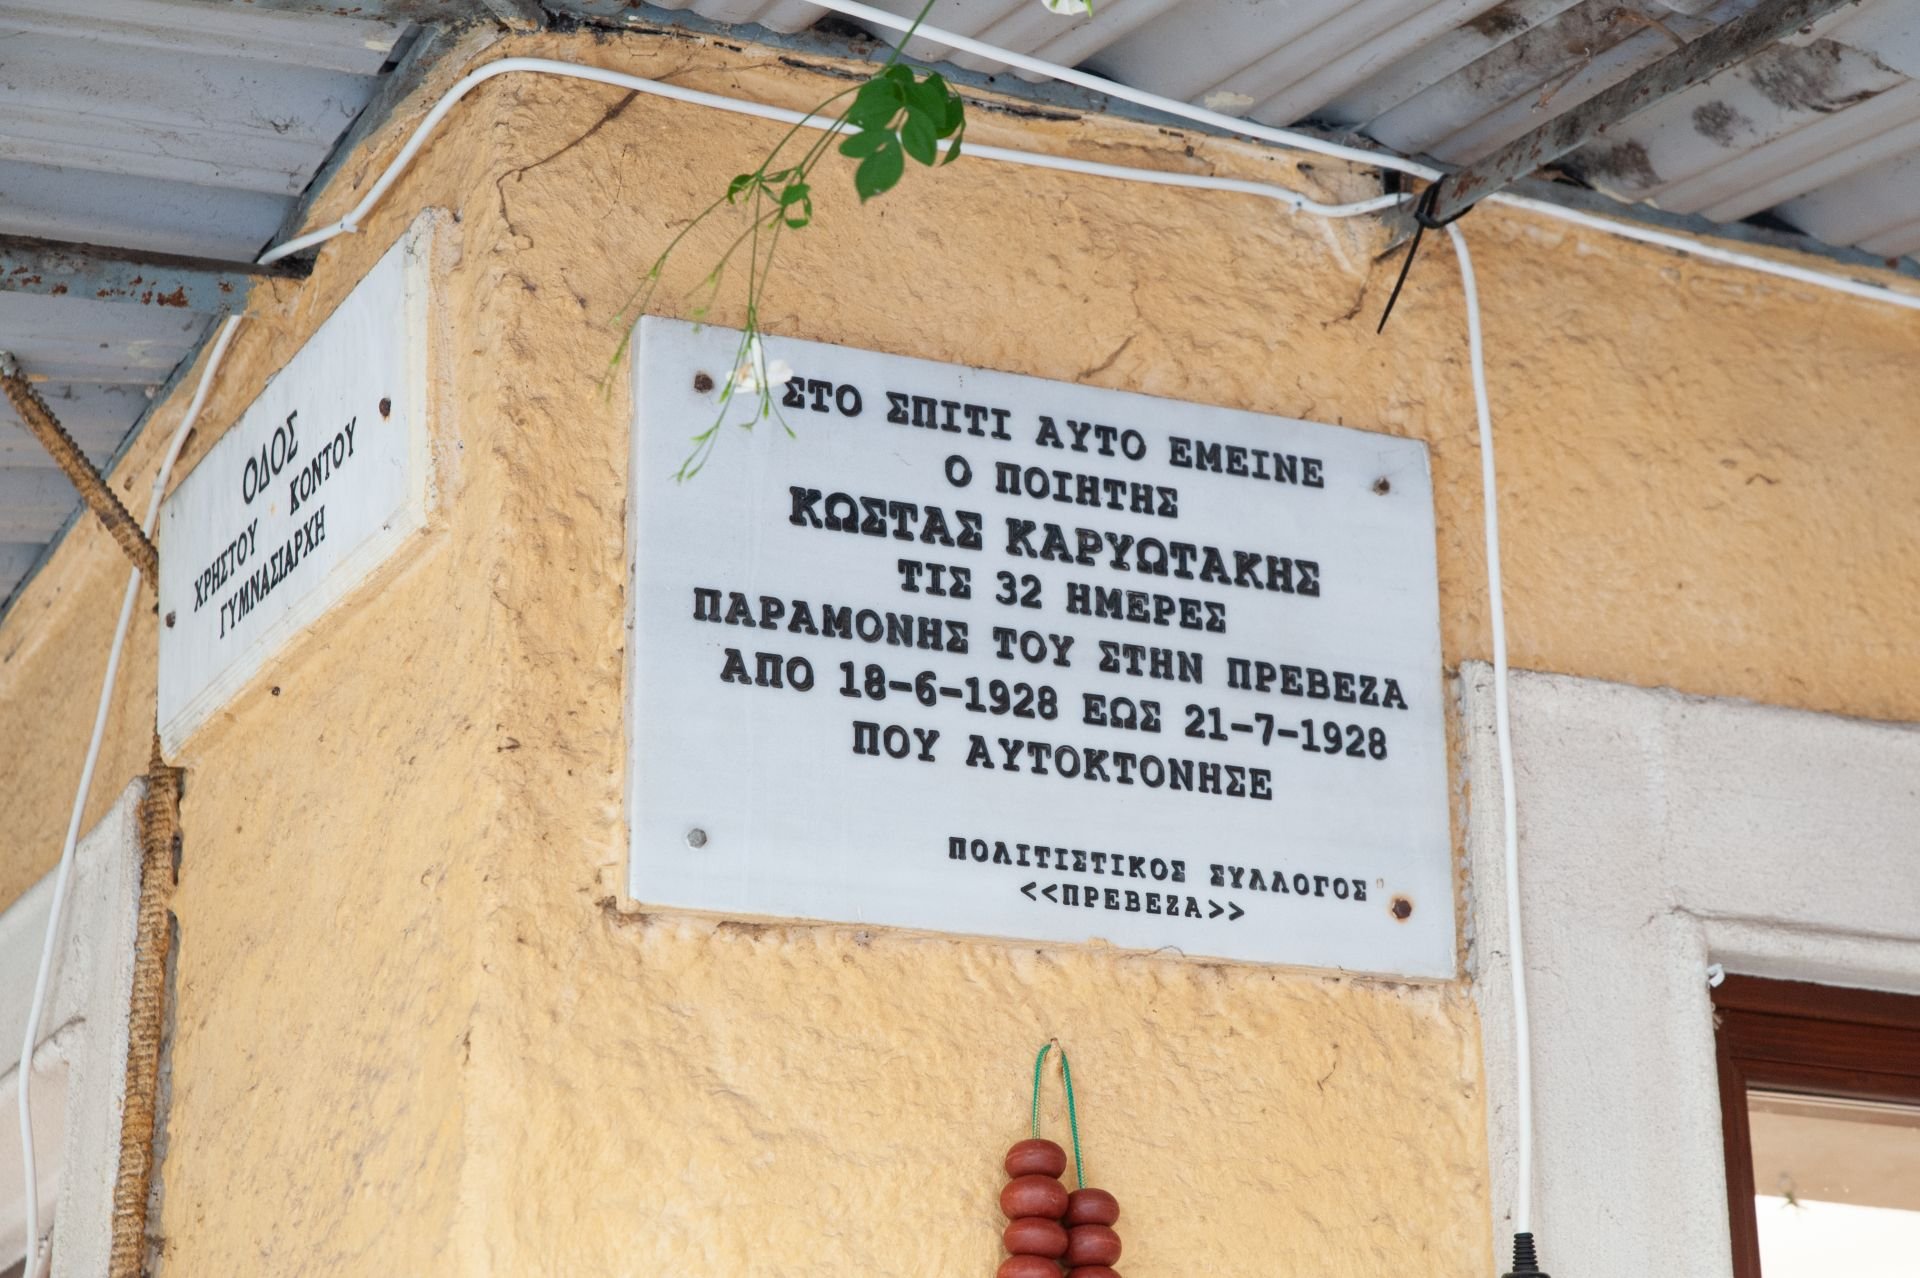 ΟΔΟΣ
ΧΡΗΣΤΟΥ ΚΟΝΤΟΥ
ΓΥΜΝΑΣΙΑΡΧΗ
ΣΤΟ ΣΠΙΤΙ ΑΥΤΟ ΕΜΕΙΝΕ
Ο ΠΟΙΗΤΗΣ
ΚΩΣΤΑΣ ΚΑΡΥΩΤΑΚΗΣ
ΤΙΣ 32 ΗΜΕΡΕΣ
ΠΑΡΑΜΟΝΗΣ ΤΟΥ ΣΤΗΝ ΠΡΕΒΕΖΑ
ΑΠΟ 18-6-1928 ΕΩΣ 21-7-1928
ΠΟΥ ΑΥΤΟΚΤΟΝΗΣΕ
ΠΟΛΙΤΙΣΤΙΚΟΣ ΣΥΛΛΟΓΟΣ
<<ΠΡΕΒΕΖΑ>>